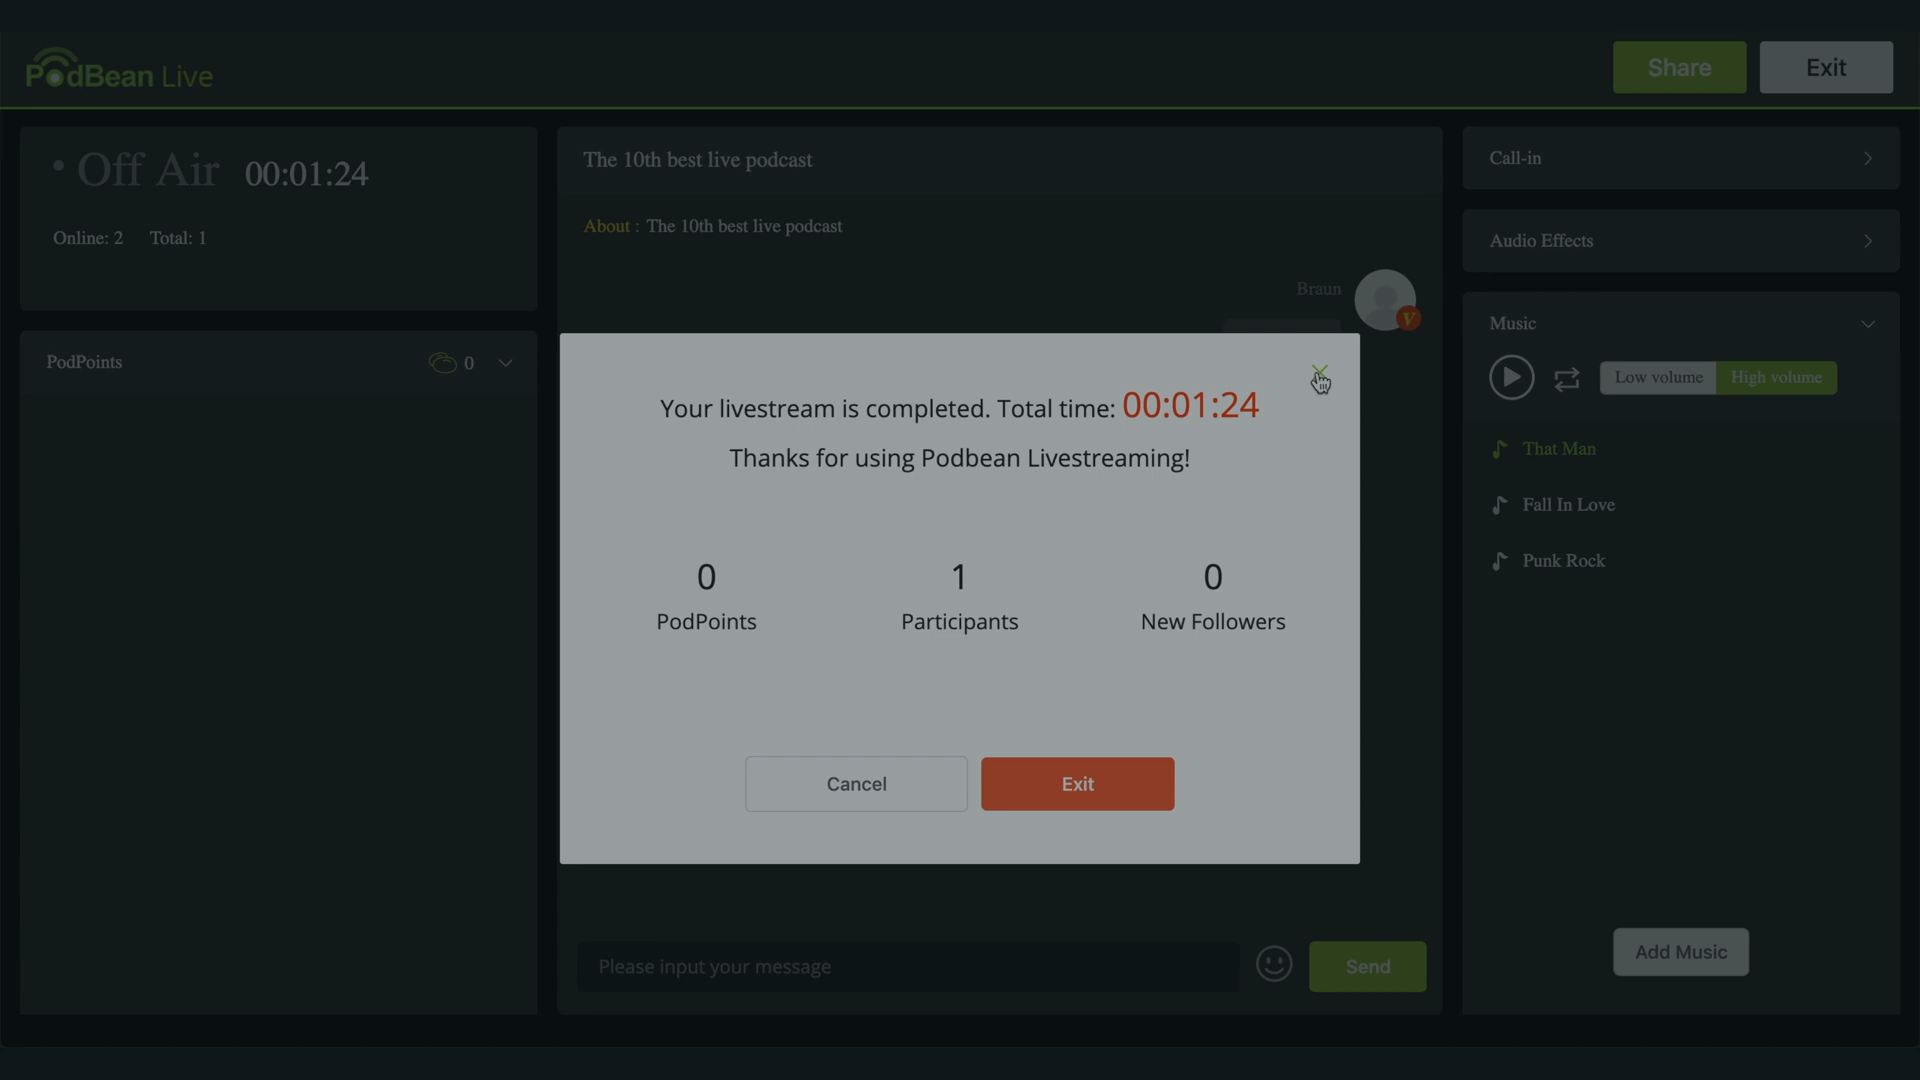 PodBean Live
Share
Exit
• Off Air 00:01:24
Online: 2 Total: 1
PodPoints 0
The 10th best live podcast
About : The 10th best live podcast
Braun
V
Your livestream is completed. Total time: 00:01:24
Thanks for using Podbean Livestreaming!
0
PodPoints
1
Participants
0
New Followers
Cancel
Exit
Please input your message
Send
Call-in
Audio Effects
Music
Low volume
High volume
That Man
Fall In Love
Punk Rock
Add Music